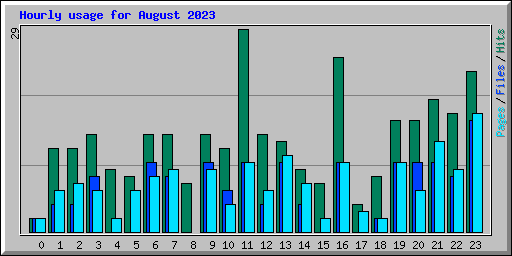 Hourly usage for August 2023
29
Pages / Files / Hits
0 1 2 3 4 5 6 7 8 9 10 11 12 13 14 15 16 17 18 19 20 21 22 23